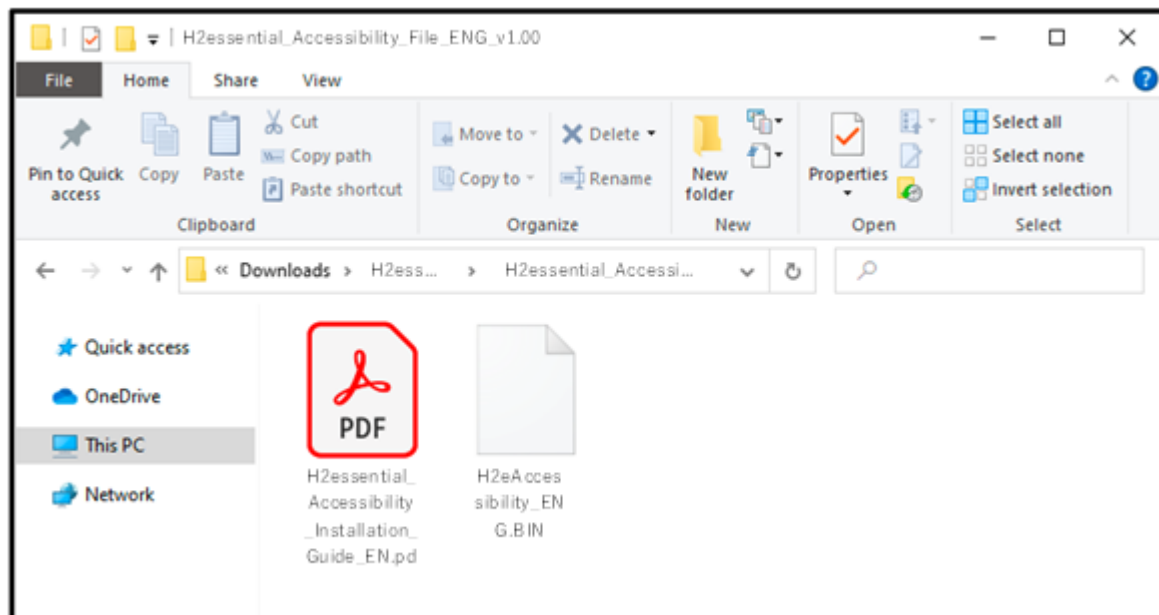 H2essential_Accessibility_File_ENG_v1.00
File Home Share View
Pin to Quick access
Copy
Paste
Cut
Copy path
Paste shortcut
Clipboard
Move to
Copy to
Delete
Rename
Organize
New folder
New
Properties
Open
Select all
Select none
Invert selection
Select
« Downloads > H2ess... > H2essential_Accessi...
Quick access
OneDrive
This PC
Network
PDF
H2essential_
Accessibility
_Installation_
Guide_EN.pd
H2eAcces
sibility_EN
G.BIN